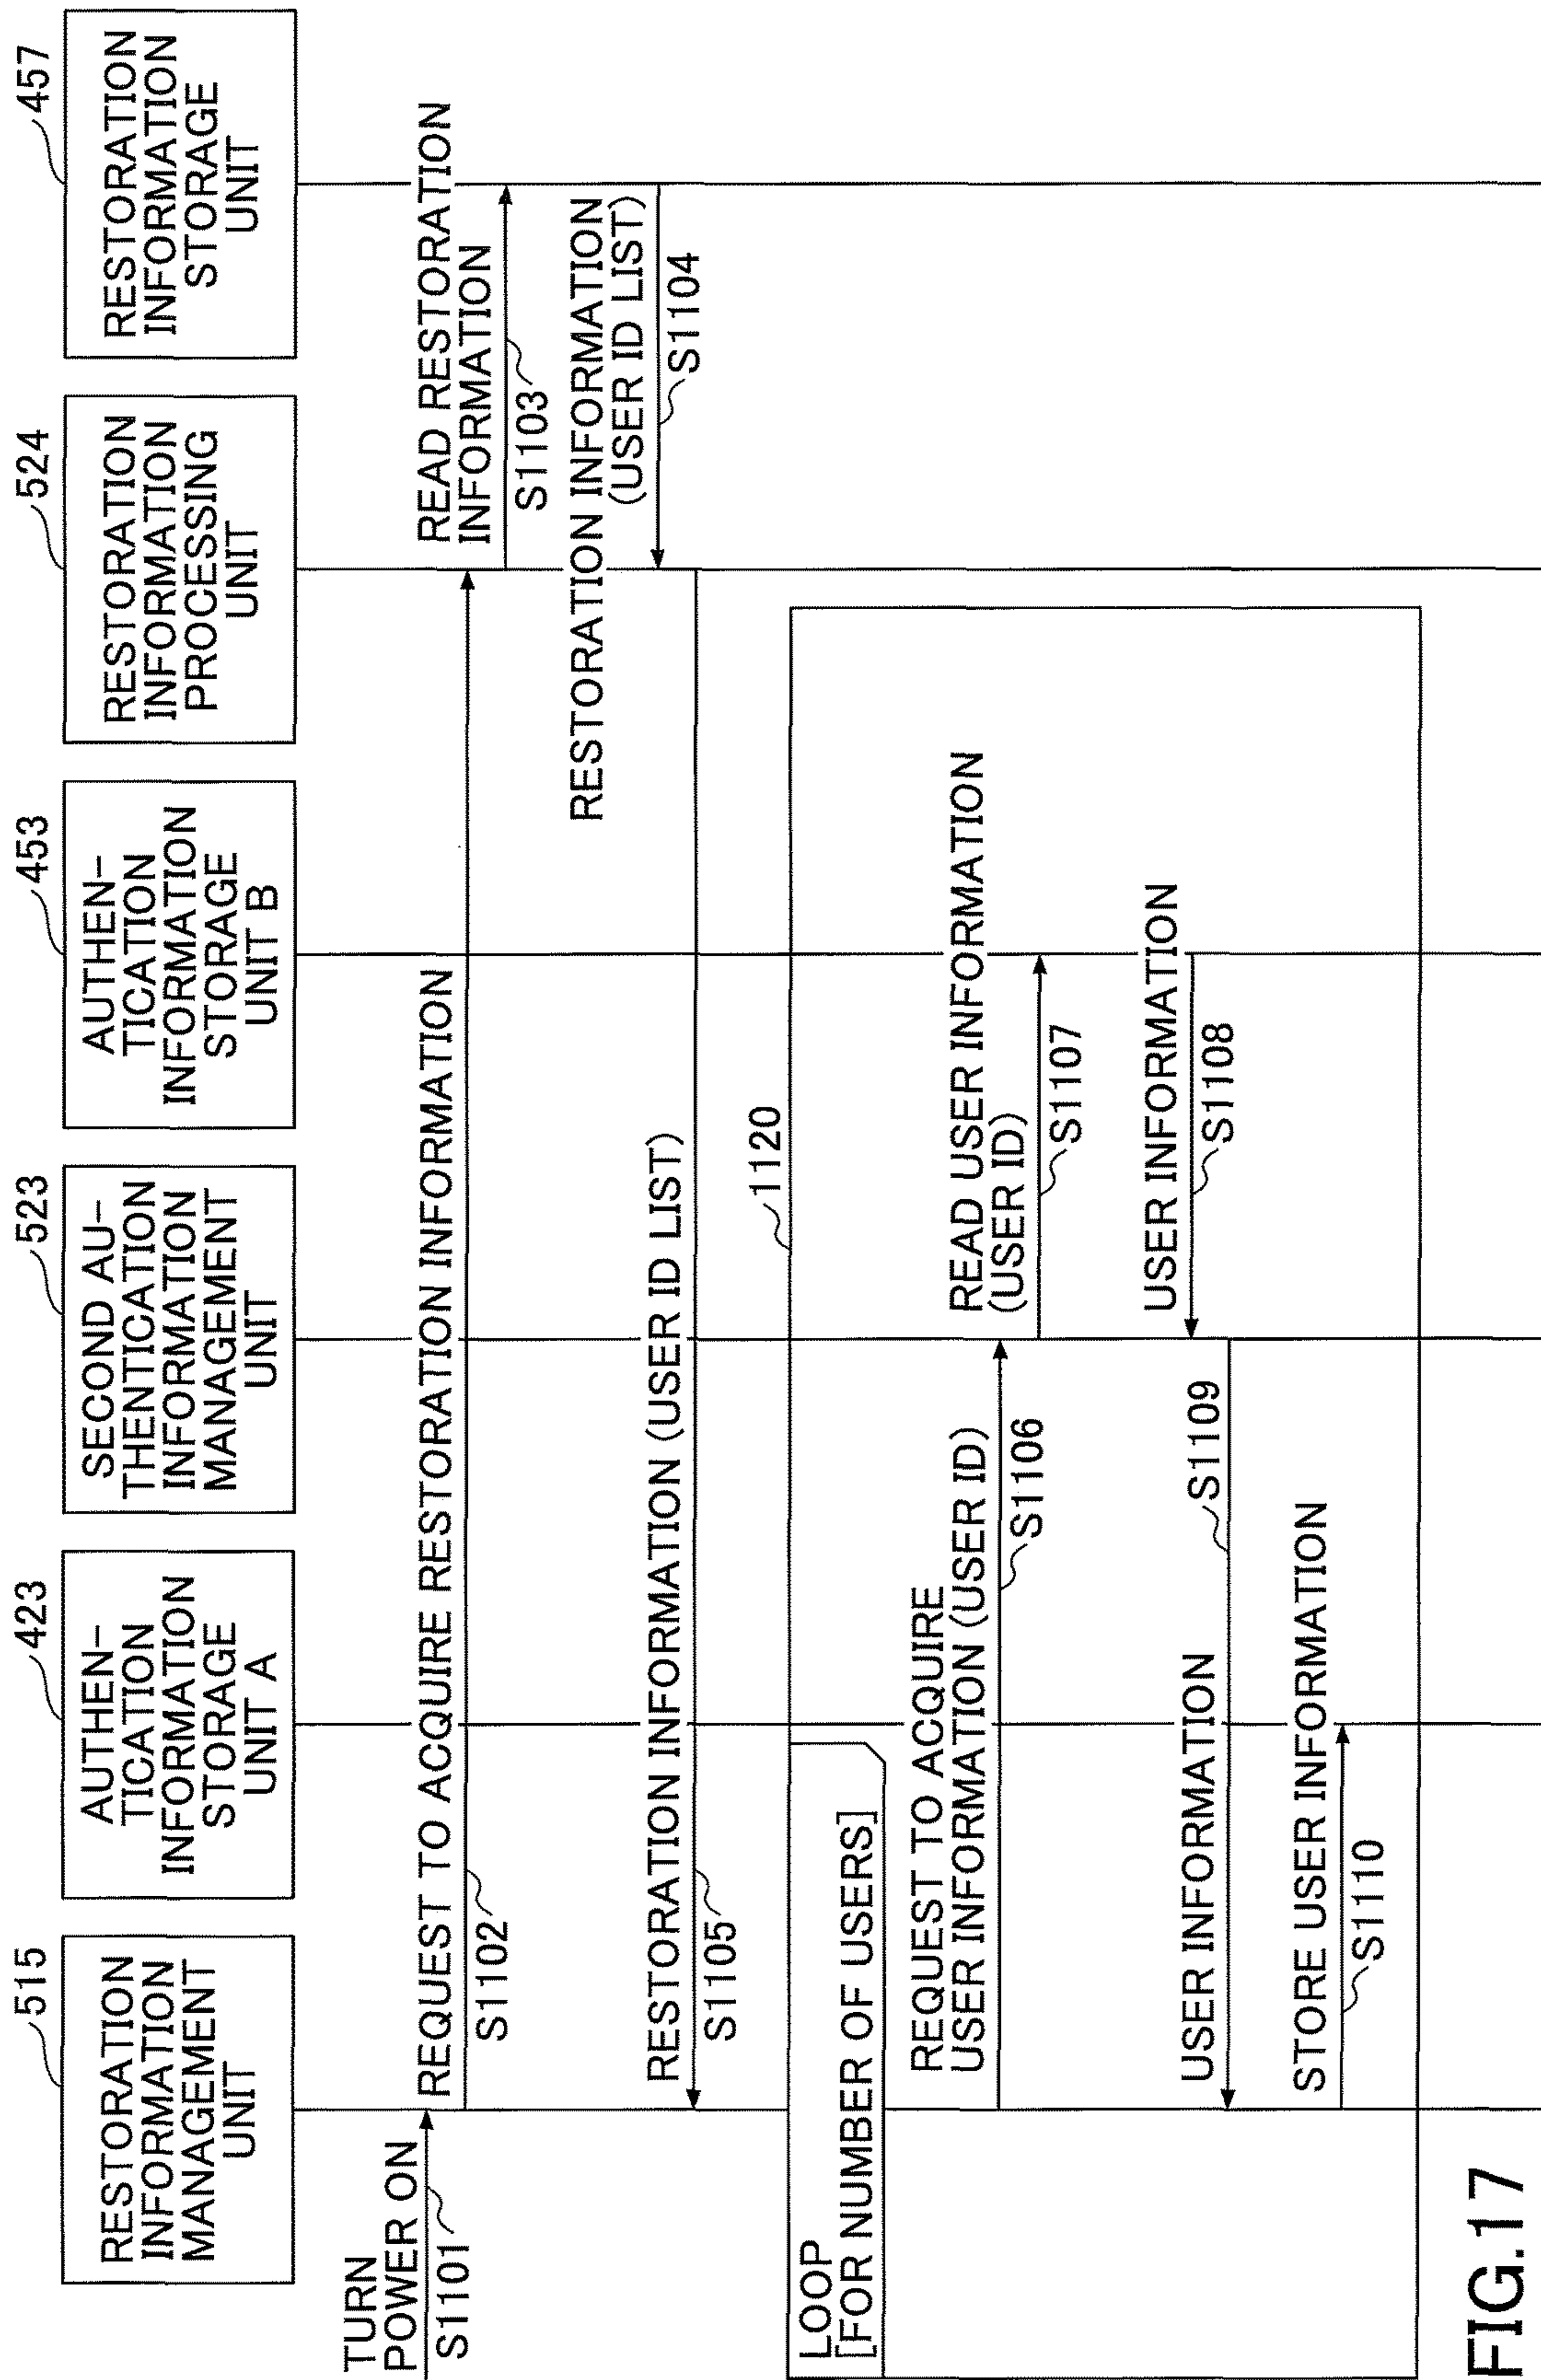 515
RESTORATION
INFORMATION
MANAGEMENT
UNIT
423
AUTHEN-
TICATION
INFORMATION
STORAGE
UNIT A
523
SECOND AU-
THENTICATION
INFORMATION
MANAGEMENT
UNIT
453
AUTHEN-
TICATION
INFORMATION
STORAGE
UNIT B
524
RESTORATION
INFORMATION
PROCESSING
UNIT
457
RESTORATION
INFORMATION
STORAGE
UNIT
TURN
POWER ON
S1101
REQUEST TO ACQUIRE RESTORATION INFORMATION
S1102
READ RESTORATION
INFORMATION
S1103
RESTORATION INFORMATION
(USER ID LIST)
S1104
RESTORATION INFORMATION (USER ID LIST)
S1105
1120
LOOP
[FOR NUMBER OF USERS]
REQUEST TO ACQUIRE
USER INFORMATION (USER ID)
S1106
READ USER INFORMATION
(USER ID)
S1107
USER INFORMATION
S1108
USER INFORMATION
S1109
STORE USER INFORMATION
S1110
FIG.17